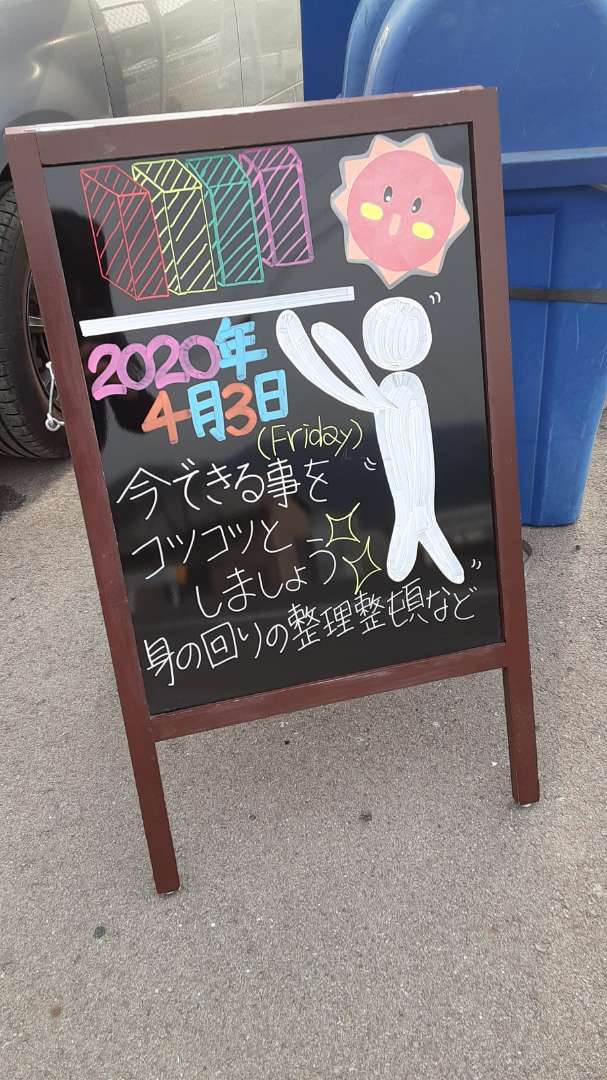 2020年
4月3日
(Friday)
今できる事を
コツコツと
しましょう
身の回りの整理整頓など